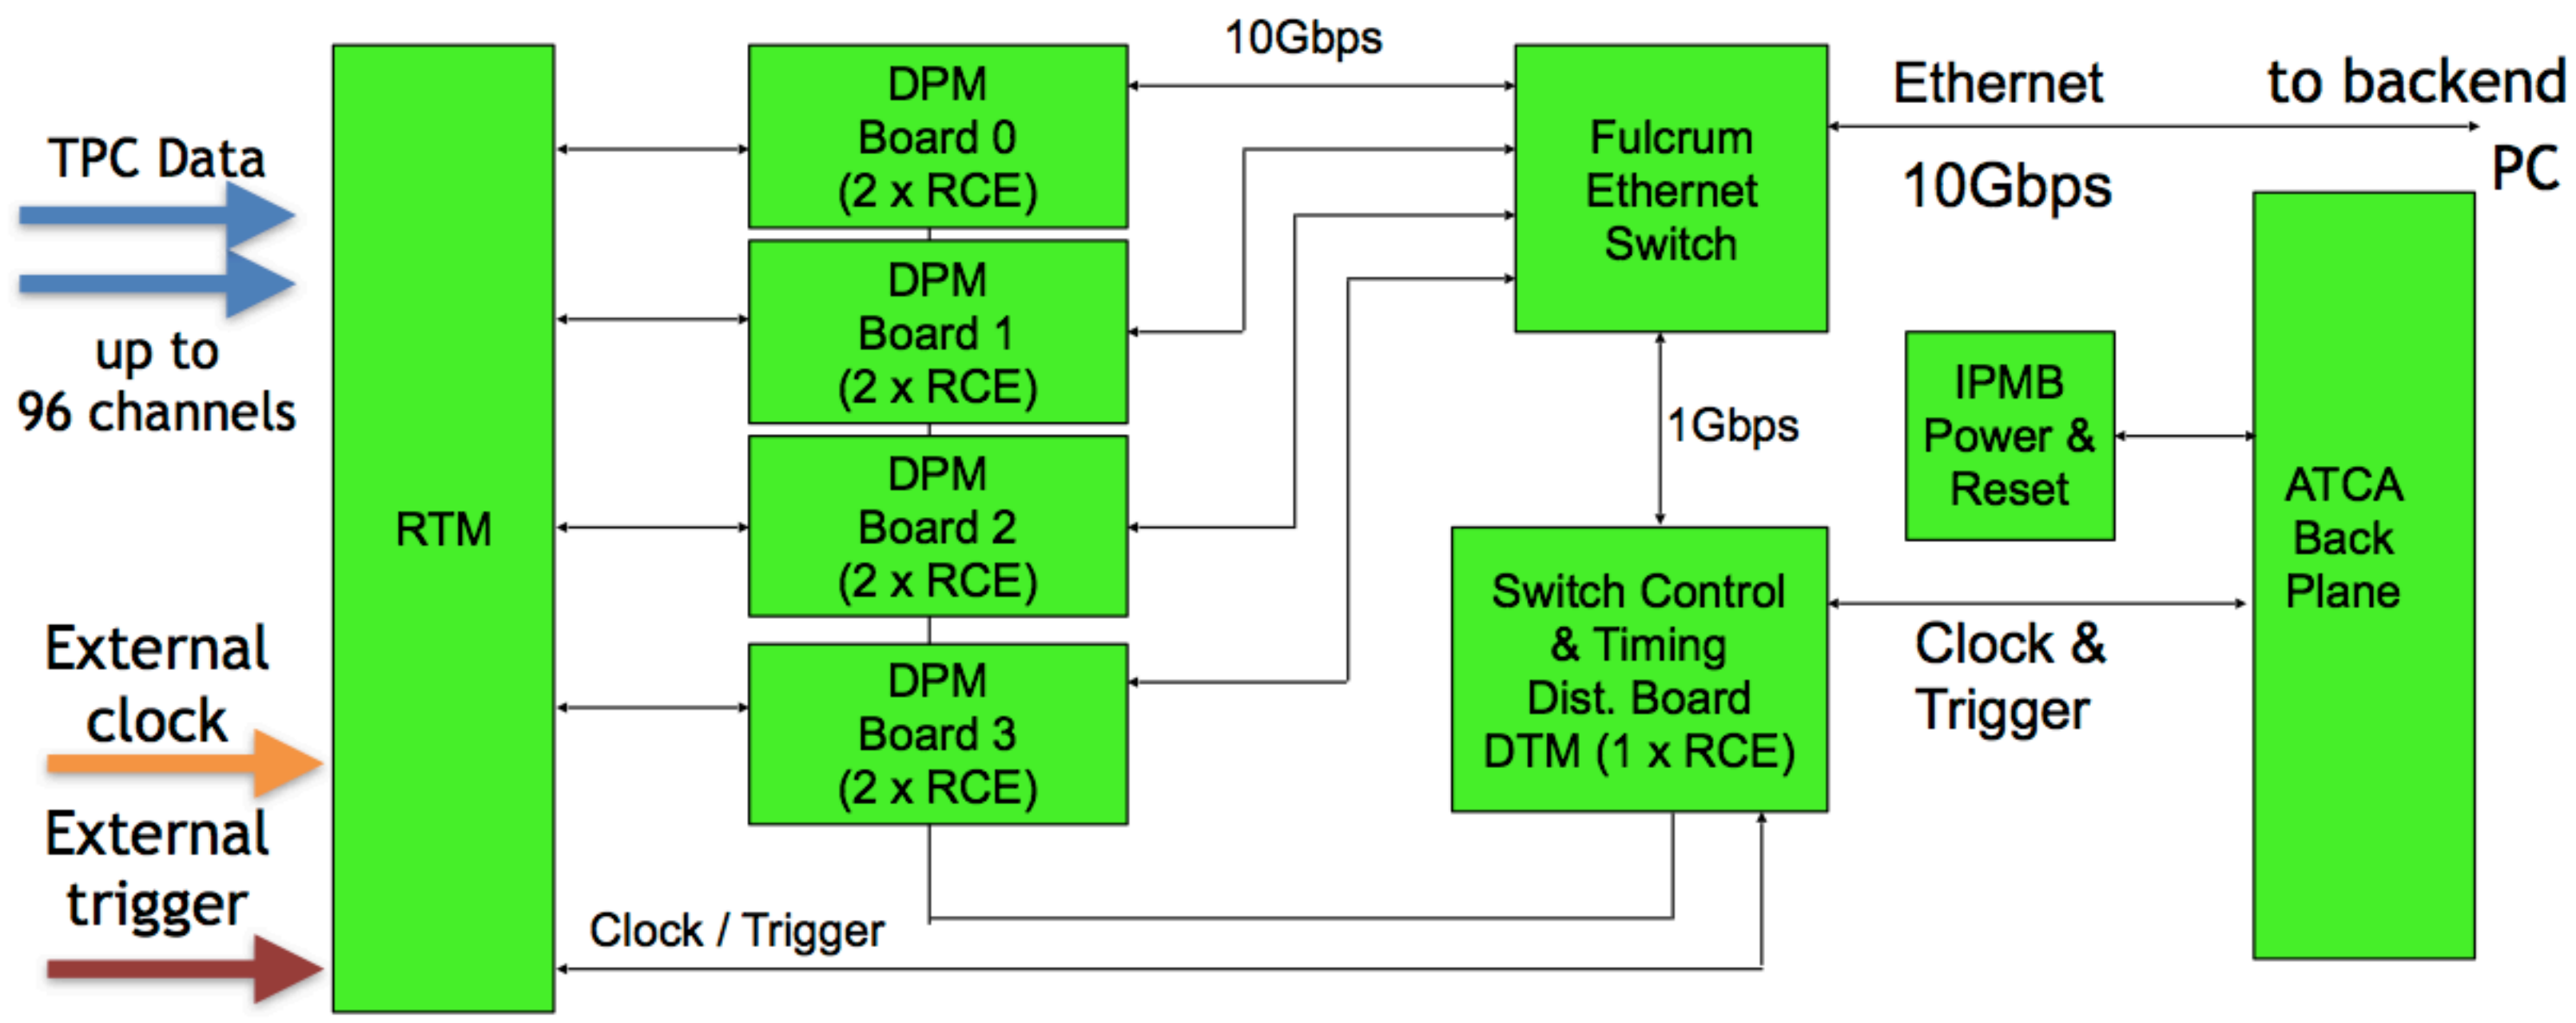 TPC Data
up to
96 channels
External
clock
External
trigger
RTM
DPM
Board 0
(2 x RCE)
DPM
Board 1
(2 x RCE)
DPM
Board 2
(2 x RCE)
DPM
Board 3
(2 x RCE)
Clock / Trigger
10Gbps
Fulcrum
Ethernet
Switch
1Gbps
Switch Control
& Timing
Dist. Board
DTM (1 x RCE)
Ethernet
10Gbps
to backend
PC
IPMB
Power &
Reset
Clock &
Trigger
ATCA
Back
Plane